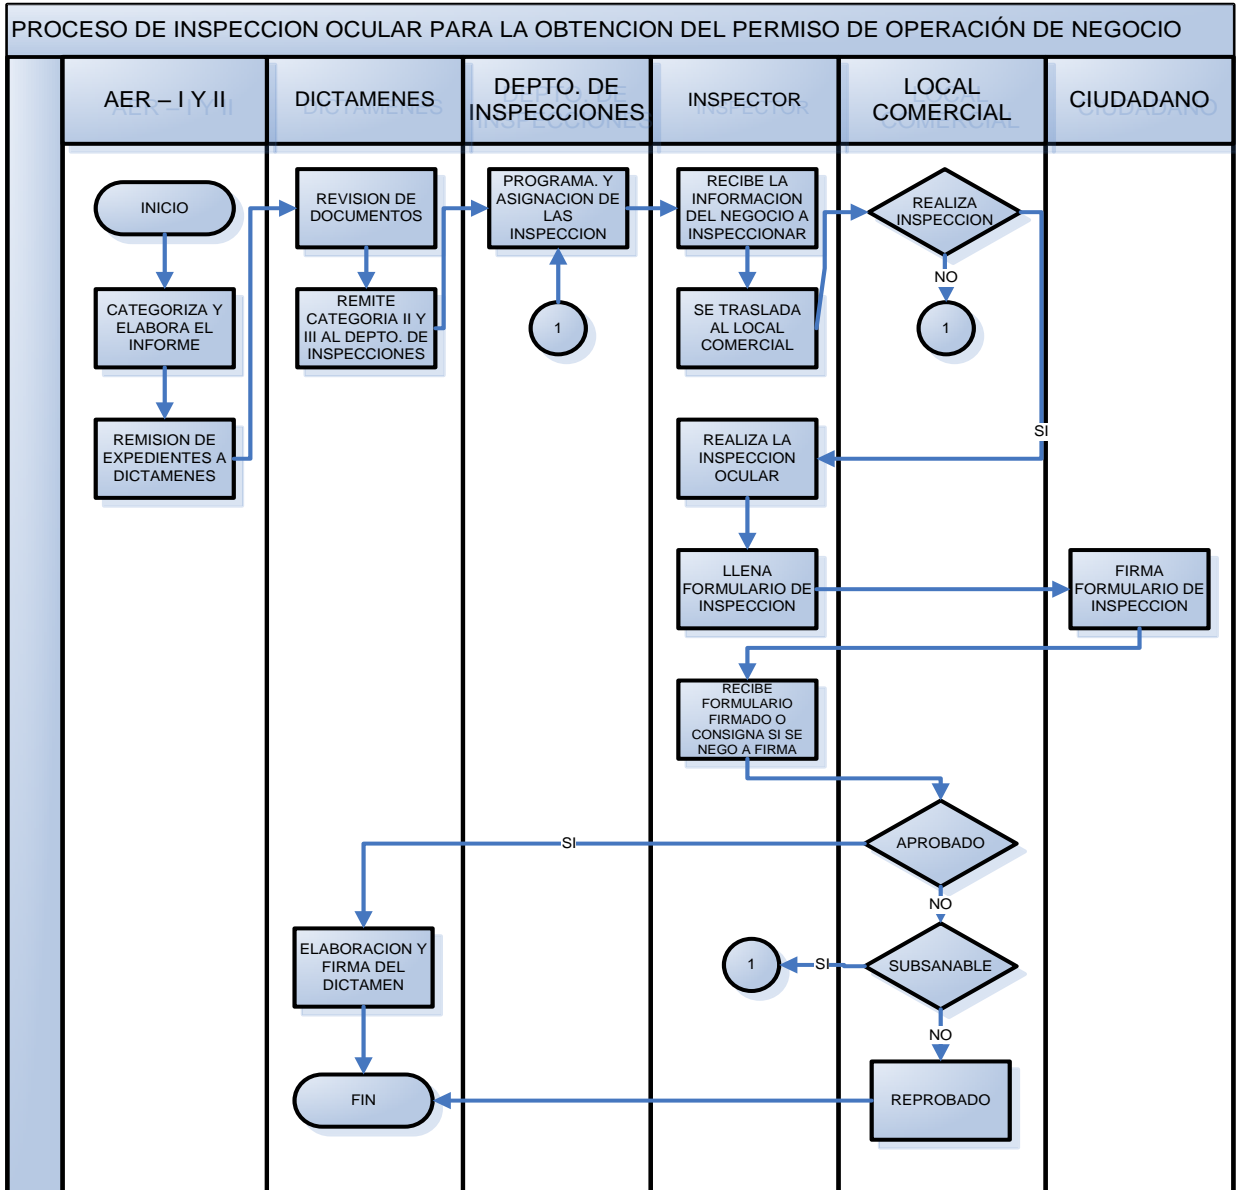 PROCESO DE INSPECCION OCULAR PARA LA OBTENCION DEL PERMISO DE OPERACIÓN DE NEGOCIO
AER – I Y II
DICTAMENES
DEPTO. DE
INSPECCIONES
INSPECTOR
LOCAL
COMERCIAL
CIUDADANO
INICIO
REVISION DE
DOCUMENTOS
PROGRAMA. Y
ASIGNACION DE
LAS
INSPECCION
RECIBE LA
INFORMACION
DEL NEGOCIO A
INSPECCIONAR
REALIZA
INSPECCION
NO
CATEGORIZA Y
ELABORA EL
INFORME
REMITE
CATEGORIA II Y
III AL DEPTO. DE
INSPECCIONES
1
SE TRASLADA
AL LOCAL
COMERCIAL
1
SI
REMISION DE
EXPEDIENTES A
DICTAMENES
REALIZA LA
INSPECCION
OCULAR
LLENA
FORMULARIO DE
INSPECCION
FIRMA
FORMULARIO DE
INSPECCION
RECIBE
FORMULARIO
FIRMADO O
CONSIGNA SI SE
NEGO A FIRMA
SI
APROBADO
NO
ELABORACION Y
FIRMA DEL
DICTAMEN
1
SI
SUBSANABLE
NO
FIN
REPROBADO